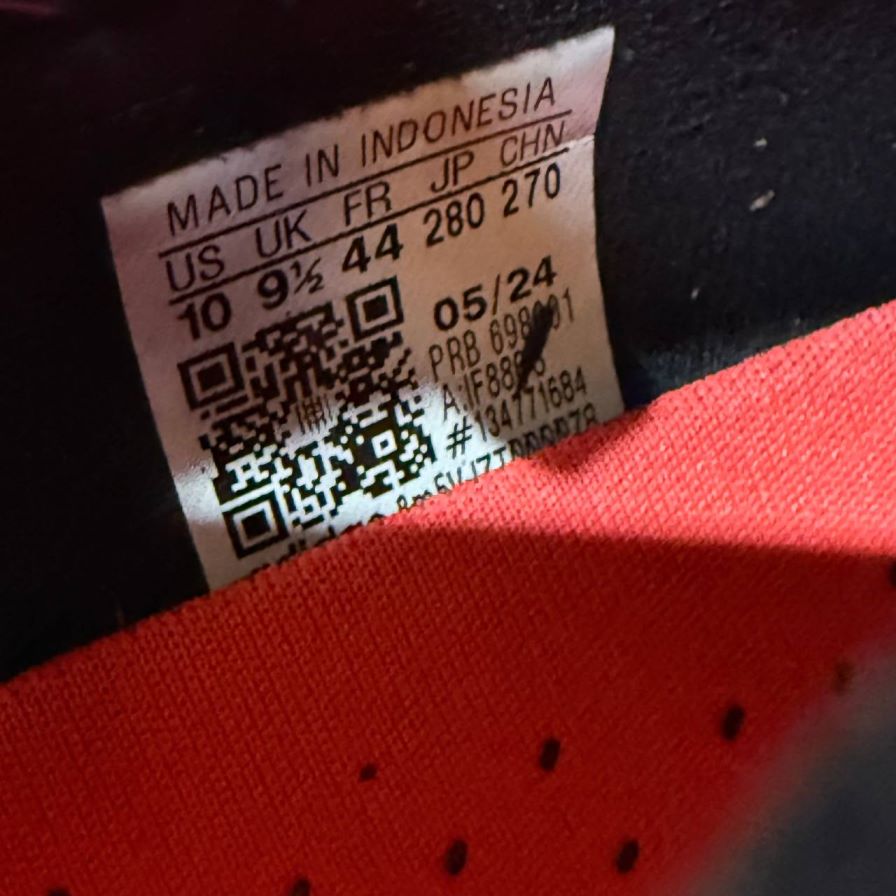 MADE IN INDONESIA
US UK FR JP CHN
10 9½ 44 280 270
05/24
PRB
#134771684